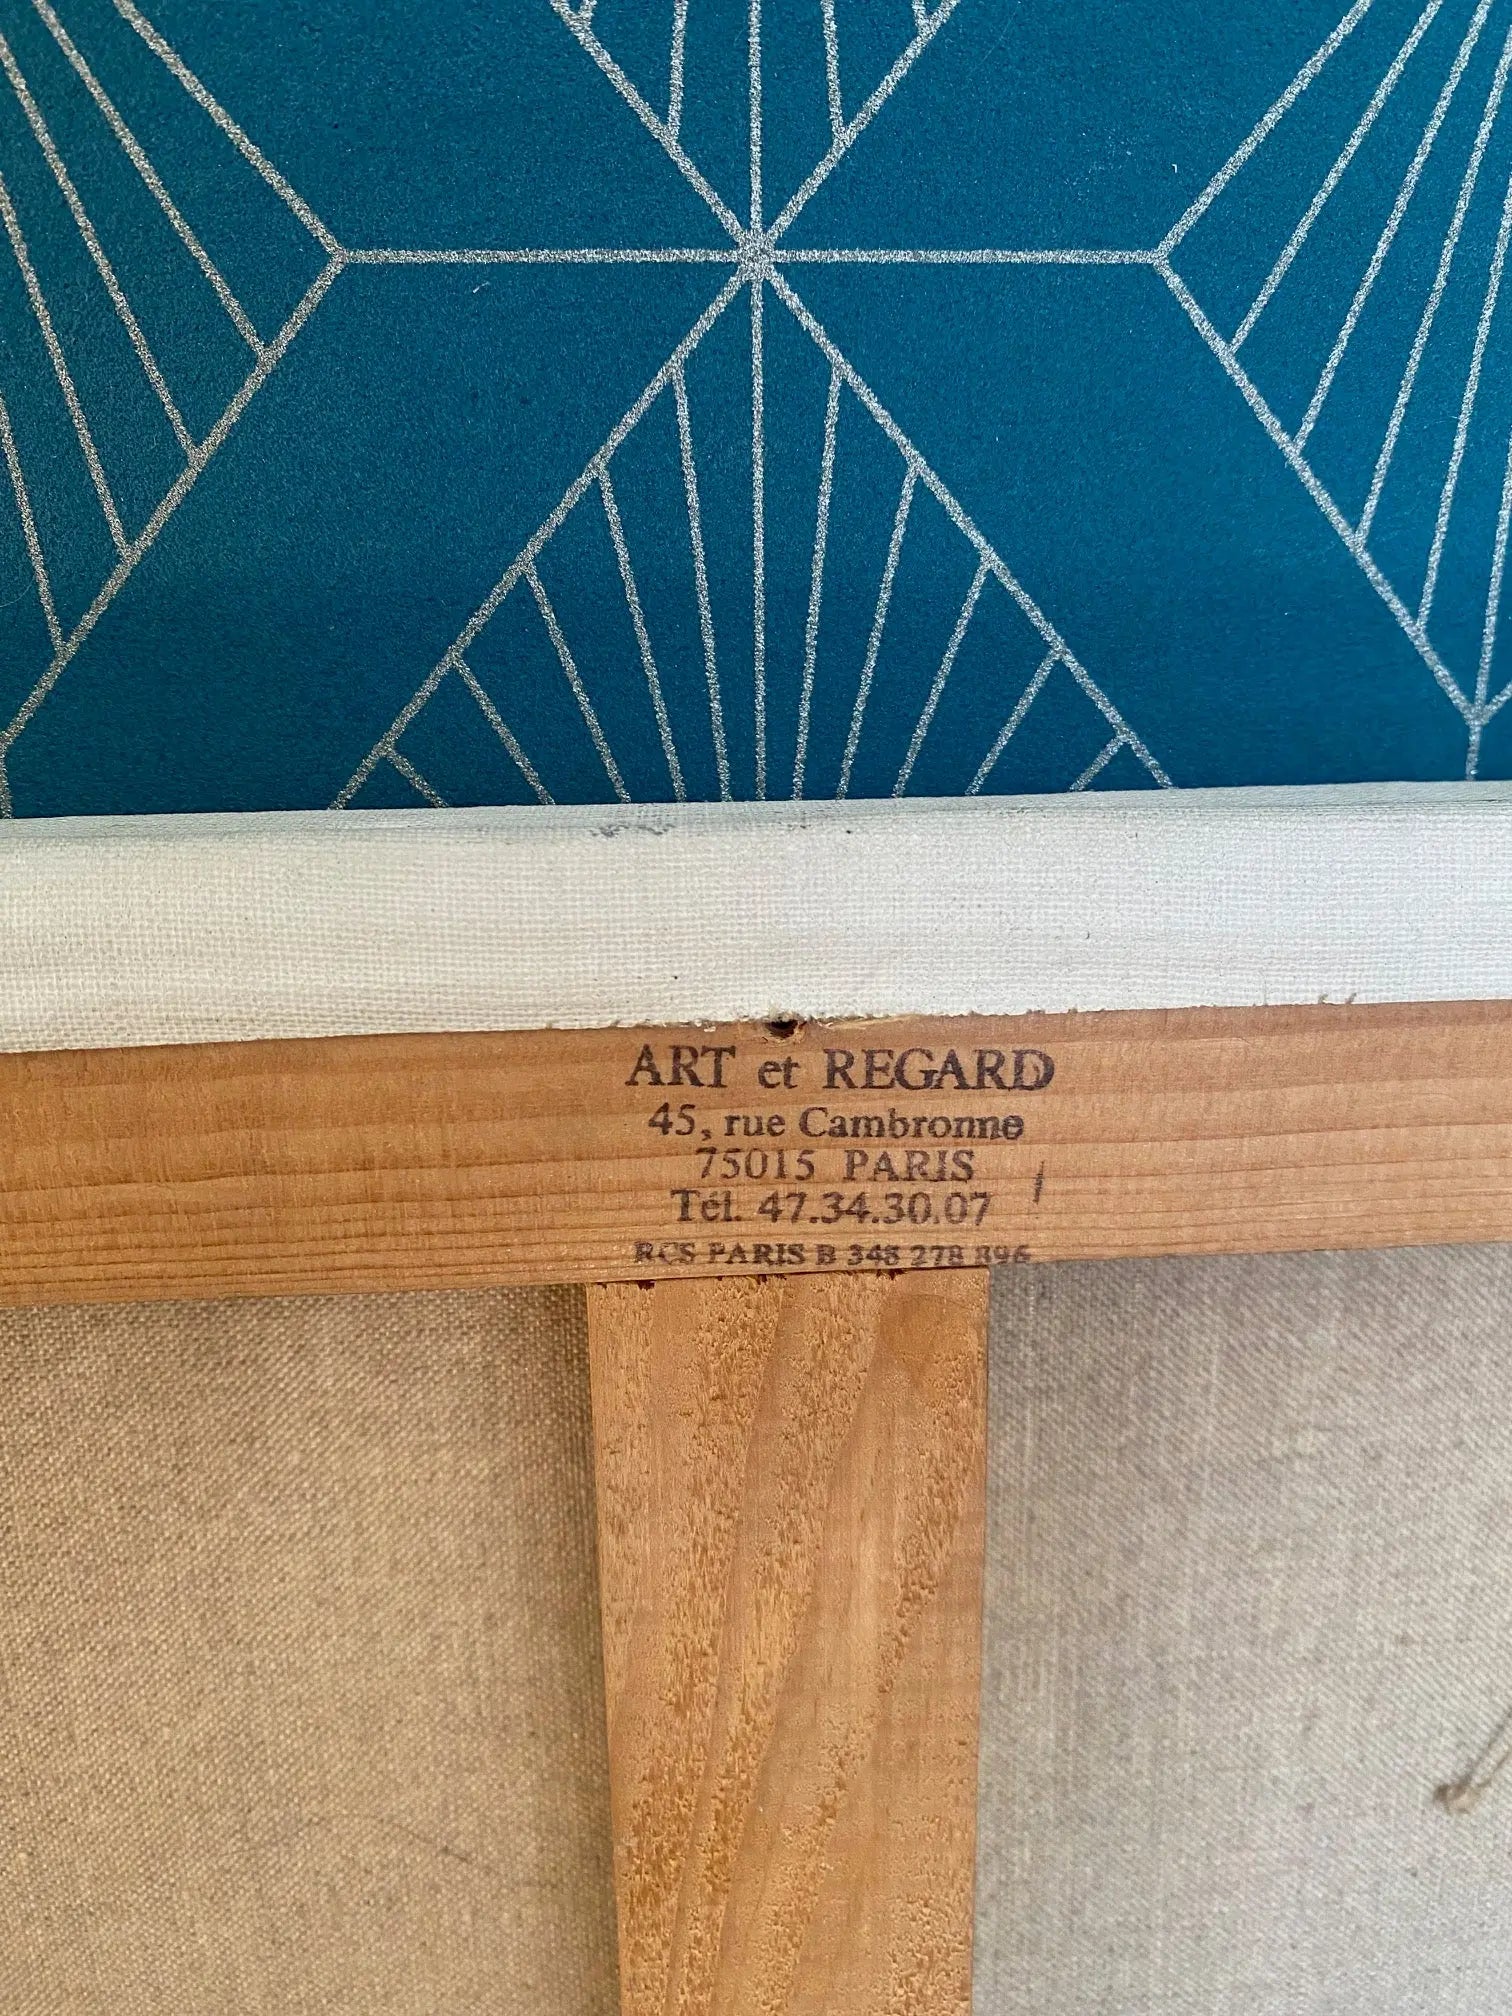 ART et REGARD
45, rue Cambronne
75015 PARIS
Tél. 47.34.30.07
RCS PARIS B 348 278 896